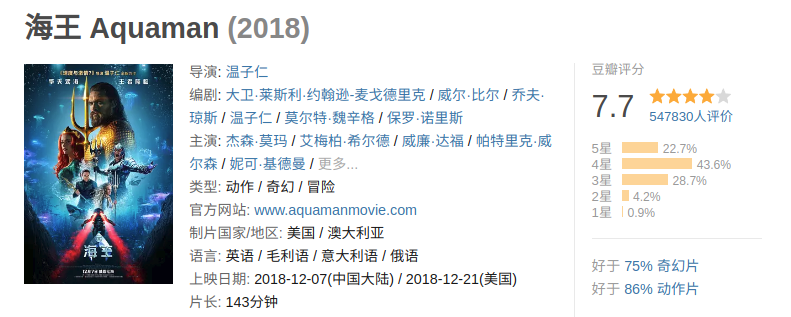 海王 Aquaman (2018)
导演: 温子仁
编剧: 大卫·莱斯利·约翰逊-麦戈德里克 / 威尔·比尔 / 乔夫·
琼斯 / 温子仁 / 莫尔特·魏辛格 / 保罗·诺里斯
主演: 杰森·莫玛 / 艾梅柏·希尔德 / 威廉·达福 / 帕特里克·威
尔森 / 妮可·基德曼 / 更多...
类型: 动作 / 奇幻 / 冒险
官方网站: www.aquamanmovie.com
制片国家/地区: 美国 / 澳大利亚
语言: 英语 / 毛利语 / 意大利语 / 俄语
上映日期: 2018-12-07(中国大陆) / 2018-12-21(美国)
片长: 143分钟
豆瓣评分
7.7
547830人评价
5星 22.7%
4星 43.6%
3星 28.7%
2星 4.2%
1星 0.9%
好于 75% 奇幻片
好于 86% 动作片
海王